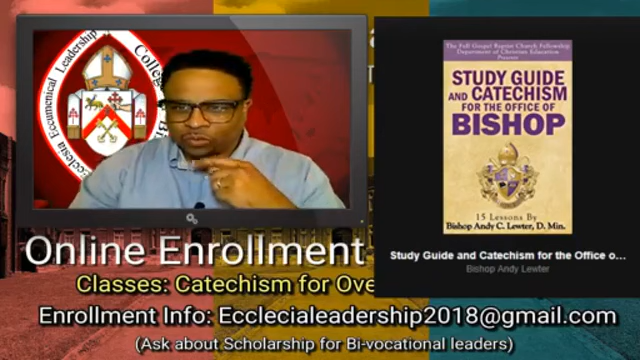 Ecclesia Ecumenical Leadership
College
The Full Gospel Baptist Church Fellowship
Department of Christian Education
Presents
STUDY GUIDE
AND CATECHISM
FOR THE OFFICE OF
BISHOP
15 Lessons By
Bishop Andy C. Lewter, D. Min.
Study Guide and Catechism for the Office o...
Bishop Andy Lewter
Online Enrollment
Classes: Catechism for Ove
Enrollment Info: Ecclecialeadership2018@gmail.com
(Ask about Scholarship for Bi-vocational leaders)